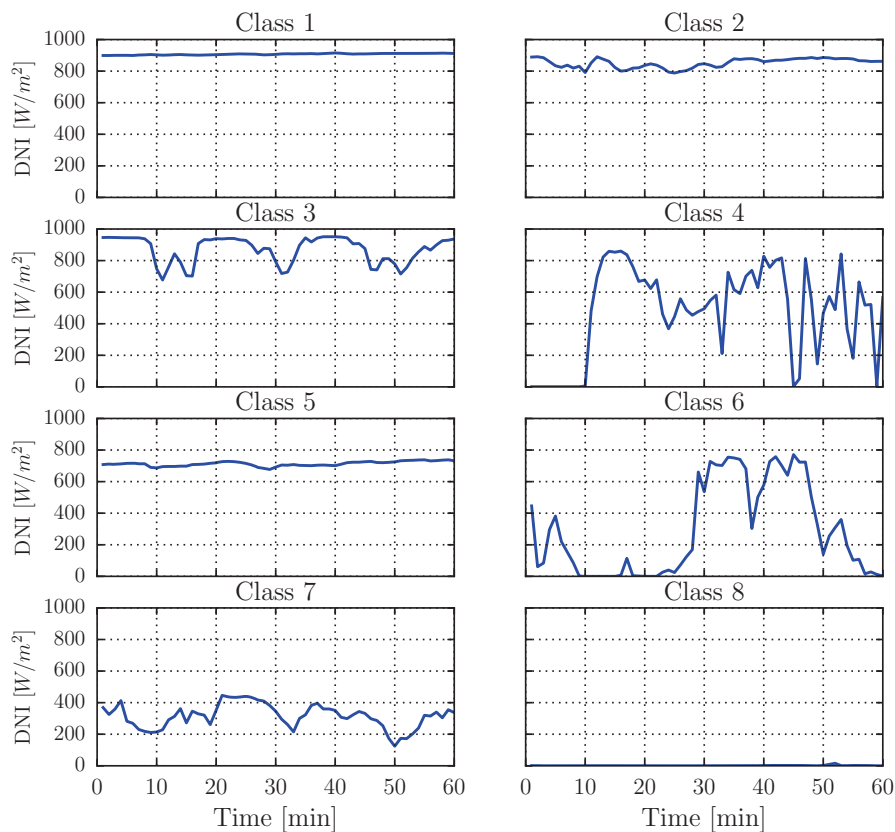 Class 1
Class 2
DNI [W/m²]
1000
800
600
400
200
0
Class 3
Class 4
DNI [W/m²]
1000
800
600
400
200
0
Class 5
Class 6
DNI [W/m²]
1000
800
600
400
200
0
Class 7
Class 8
DNI [W/m²]
1000
800
600
400
200
0
0 10 20 30 40 50 60
0 10 20 30 40 50 60
Time [min]
Time [min]